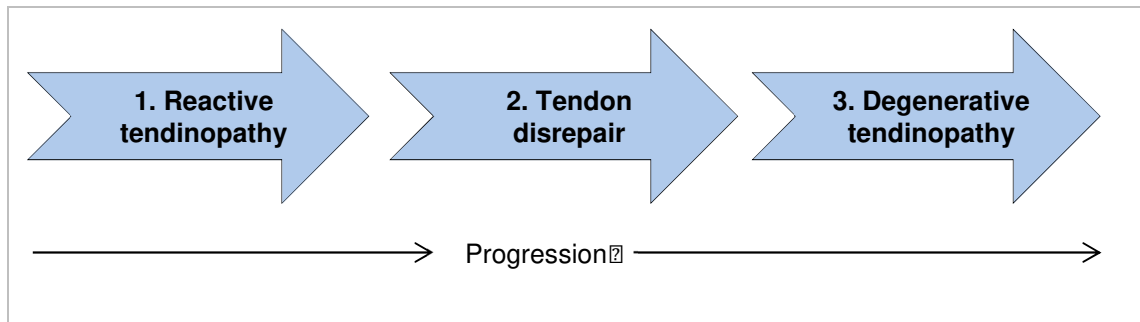 1. Reactive
tendinopathy
2. Tendon
disrepair
3. Degenerative
tendinopathy
Progression